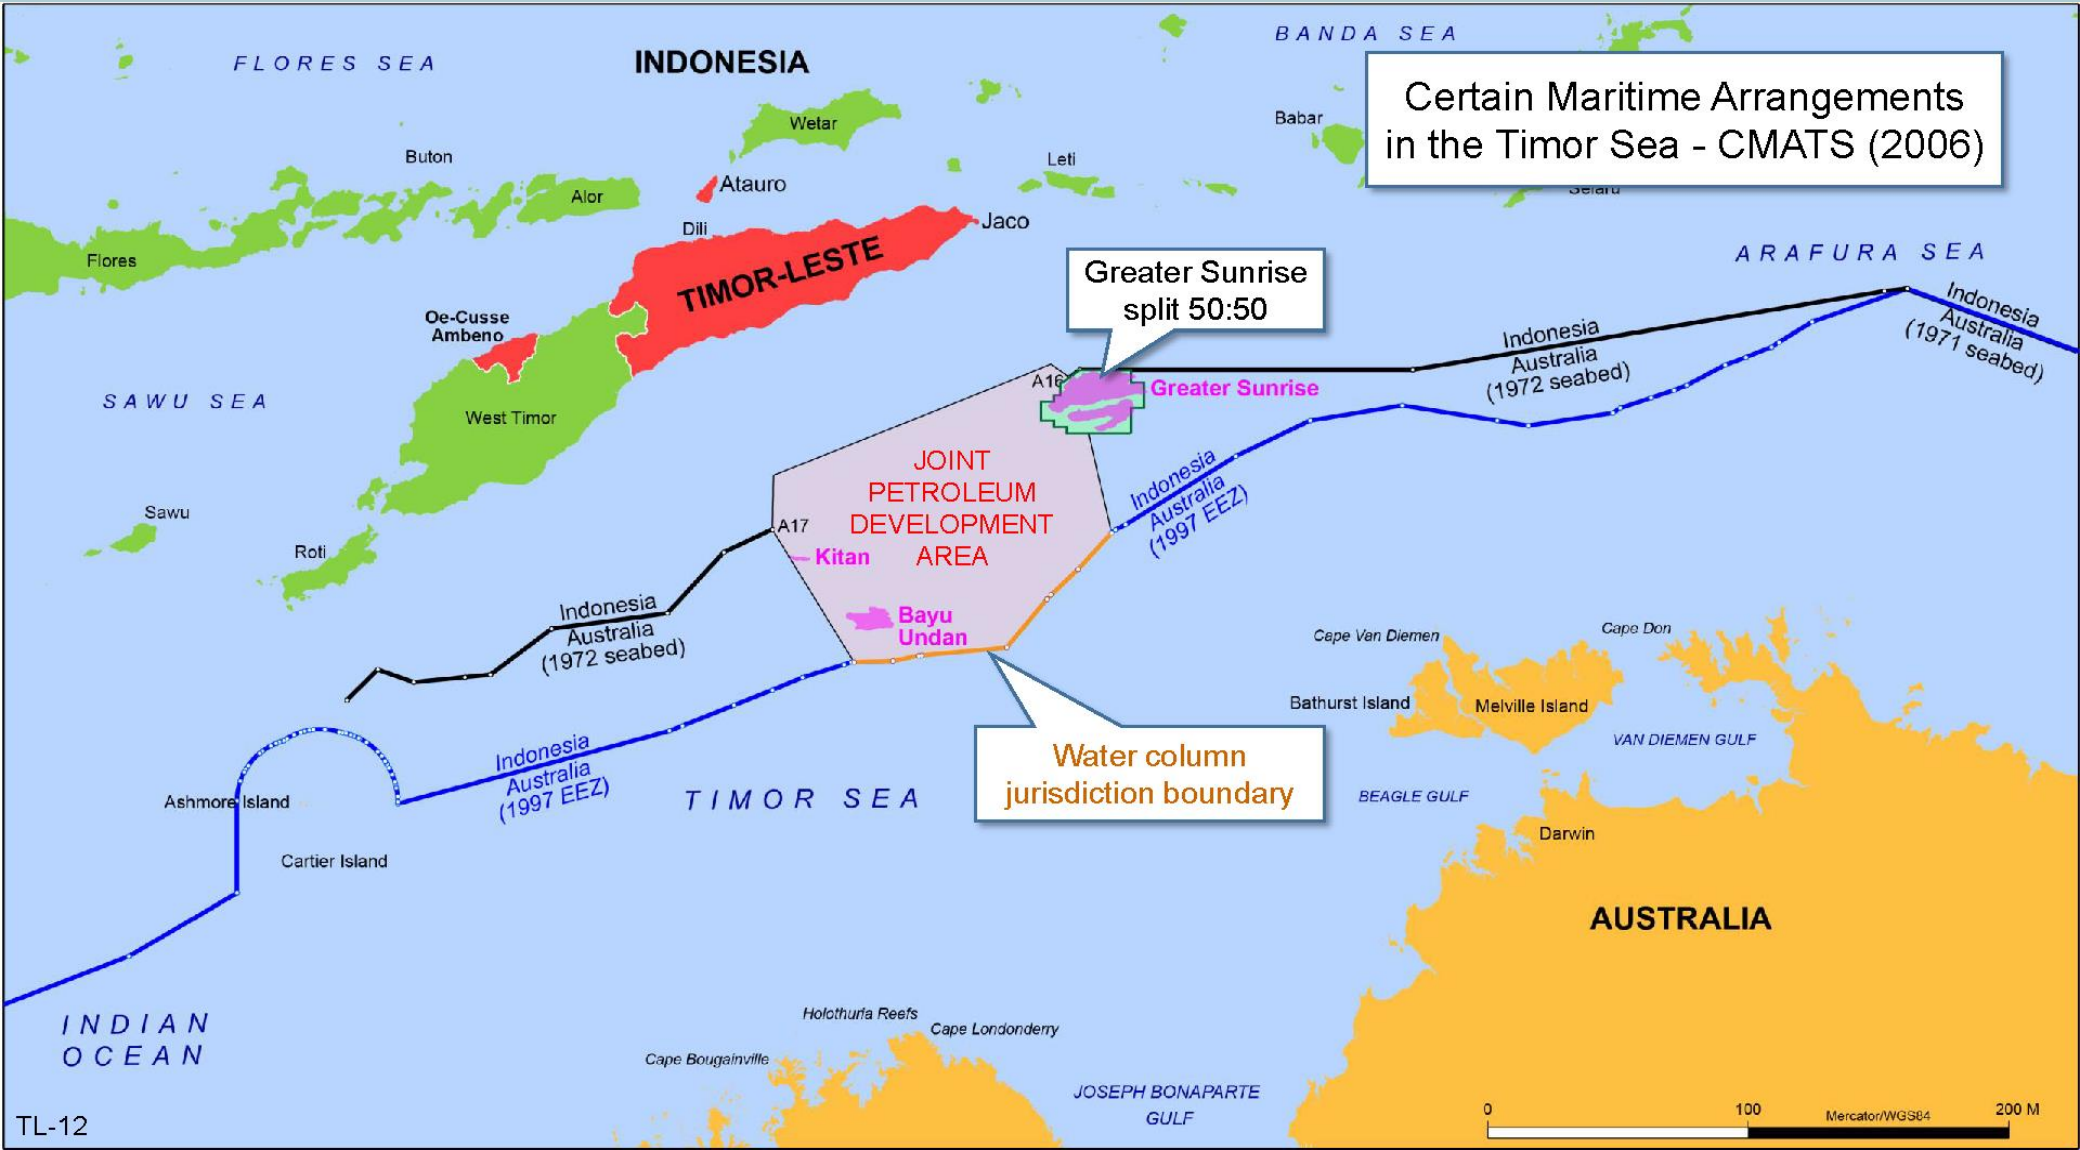 FLORES SEA
INDONESIA
BANDA SEA
Certain Maritime Arrangements
in the Timor Sea - CMATS (2006)
Babar
Wetar
Buton
Leti
Alor
Atauro
Selaru
Dili
Jaco
Flores
TIMOR-LESTE
ARAFURA SEA
Greater Sunrise
split 50:50
Oe-Cusse
Ambeno
Indonesia
Australia
(1971 seabed)
Indonesia
Australia
(1972 seabed)
A16
Greater Sunrise
SAWU SEA
West Timor
JOINT
PETROLEUM
DEVELOPMENT
AREA
Indonesia
Australia
(1997 EEZ)
Sawu
A17
Roti
Kitan
Indonesia
Australia
(1972 seabed)
Bayu
Undan
Cape Van Diemen
Cape Don
Bathurst Island
Melville Island
VAN DIEMEN GULF
Water column
jurisdiction boundary
Indonesia
Australia
(1997 EEZ)
TIMOR SEA
Ashmore Island
BEAGLE GULF
Darwin
Cartier Island
AUSTRALIA
INDIAN
OCEAN
Holothuria Reefs
Cape Londonderry
Cape Bougainville
JOSEPH BONAPARTE
GULF
TL-12
0 100 200 M
Mercator/WGS84